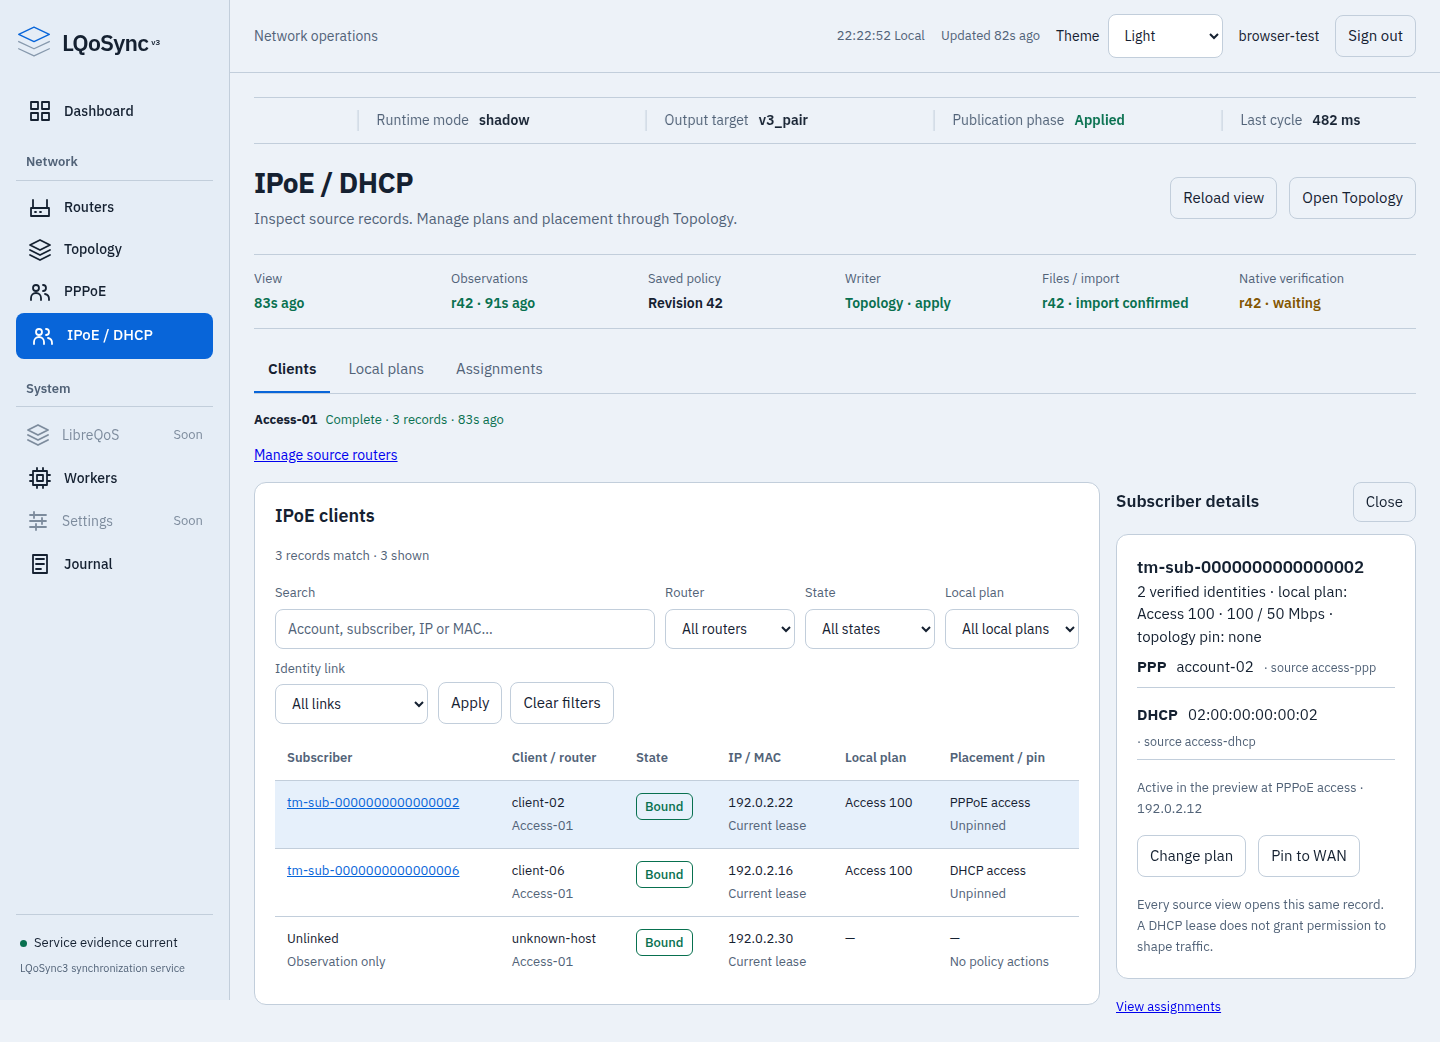 LQoSync v3
Dashboard
Network
Routers
Topology
PPPoE
IPoE / DHCP
System
LibreQoS Soon
Workers
Settings Soon
Journal
Service evidence current
LQoSync3 synchronization service
Network operations
22:22:52 Local Updated 82s ago Theme Light browser-test Sign out
Runtime mode shadow Output target v3_pair Publication phase Applied Last cycle 482 ms
IPoE / DHCP
Inspect source records. Manage plans and placement through Topology.
Reload view Open Topology
View Observations Saved policy Writer Files / import Native verification
83s ago r42 · 91s ago Revision 42 Topology · apply r42 · import confirmed r42 · waiting
Clients Local plans Assignments
Access-01 Complete · 3 records · 83s ago
Manage source routers
IPoE clients
3 records match · 3 shown
Search Router State Local plan
Account, subscriber, IP or MAC... All routers All states All local plans
Identity link
All links Apply Clear filters
Subscriber Client / router State IP / MAC Local plan Placement / pin
tm-sub-0000000000000002 client-02 Bound 192.0.2.22 Access 100 PPPoE access
Access-01 Current lease Unpinned
tm-sub-0000000000000006 client-06 Bound 192.0.2.16 Access 100 DHCP access
Access-01 Current lease Unpinned
Unlinked unknown-host Bound 192.0.2.30 — —
Observation only Access-01 Current lease No policy actions
Subscriber details Close
tm-sub-0000000000000002
2 verified identities · local plan:
Access 100 · 100 / 50 Mbps ·
topology pin: none
PPP account-02 · source access-ppp
DHCP 02:00:00:00:00:02
· source access-dhcp
Active in the preview at PPPoE access ·
192.0.2.12
Change plan Pin to WAN
Every source view opens this same record.
A DHCP lease does not grant permission to
shape traffic.
View assignments